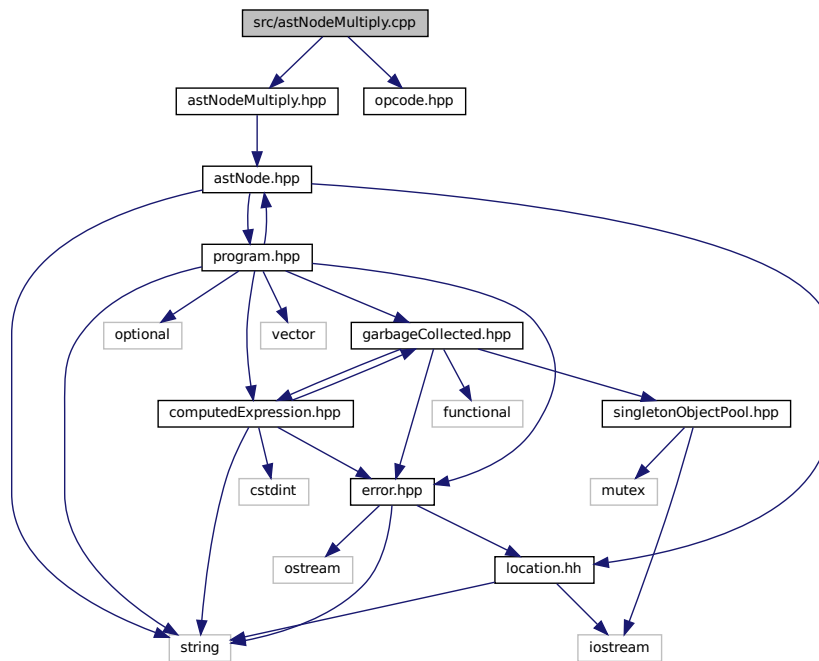 src/astNodeMultiply.cpp
astNodeMultiply.hpp
opcode.hpp
astNode.hpp
program.hpp
optional
vector
garbageCollected.hpp
computedExpression.hpp
functional
singletonObjectPool.hpp
cstdint
error.hpp
mutex
ostream
location.hh
string
iostream